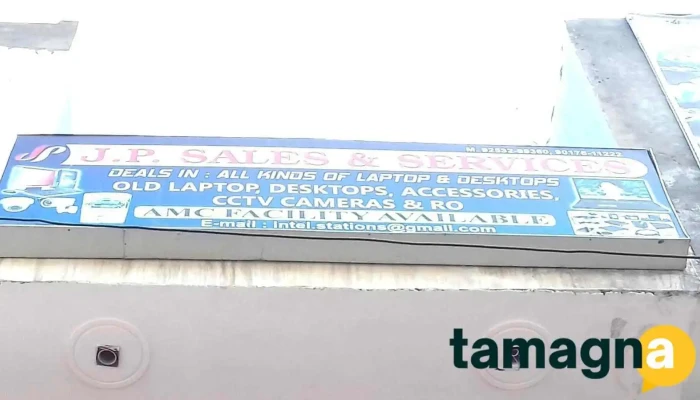 J.P. SALES & SERVICES
DEALS IN : ALL KINDS OF LAPTOP & DESKTOPS
OLD LAPTOP, DESKTOPS, ACCESSORIES,
CCTV CAMERAS & RO
AMC FACILITY AVAILABLE
E-mail : intel.stations@gmail.com
tamagna